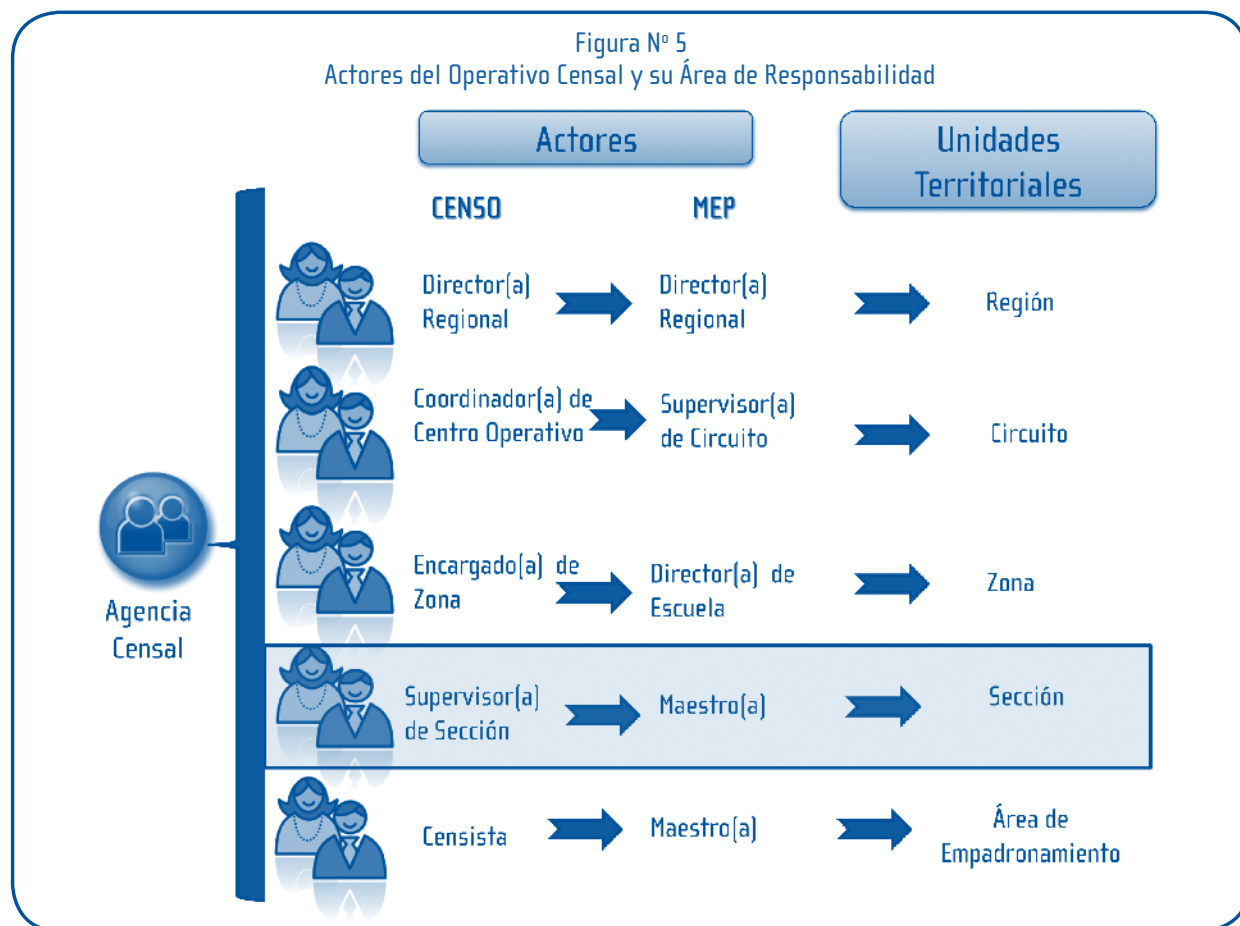 Figura Nº 5
Actores del Operativo Censal y su Área de Responsabilidad
Actores
Unidades
Territoriales
CENSO
MEP
Director(a)
Regional
Director(a)
Regional
Región
Coordinador(a) de
Centro Operativo
Supervisor(a)
de Circuito
Circuito
Encargado(a) de
Zona
Director(a) de
Escuela
Zona
Agencia
Censal
Supervisor(a)
de Sección
Maestro(a)
Sección
Censista
Maestro(a)
Área de
Empadronamiento